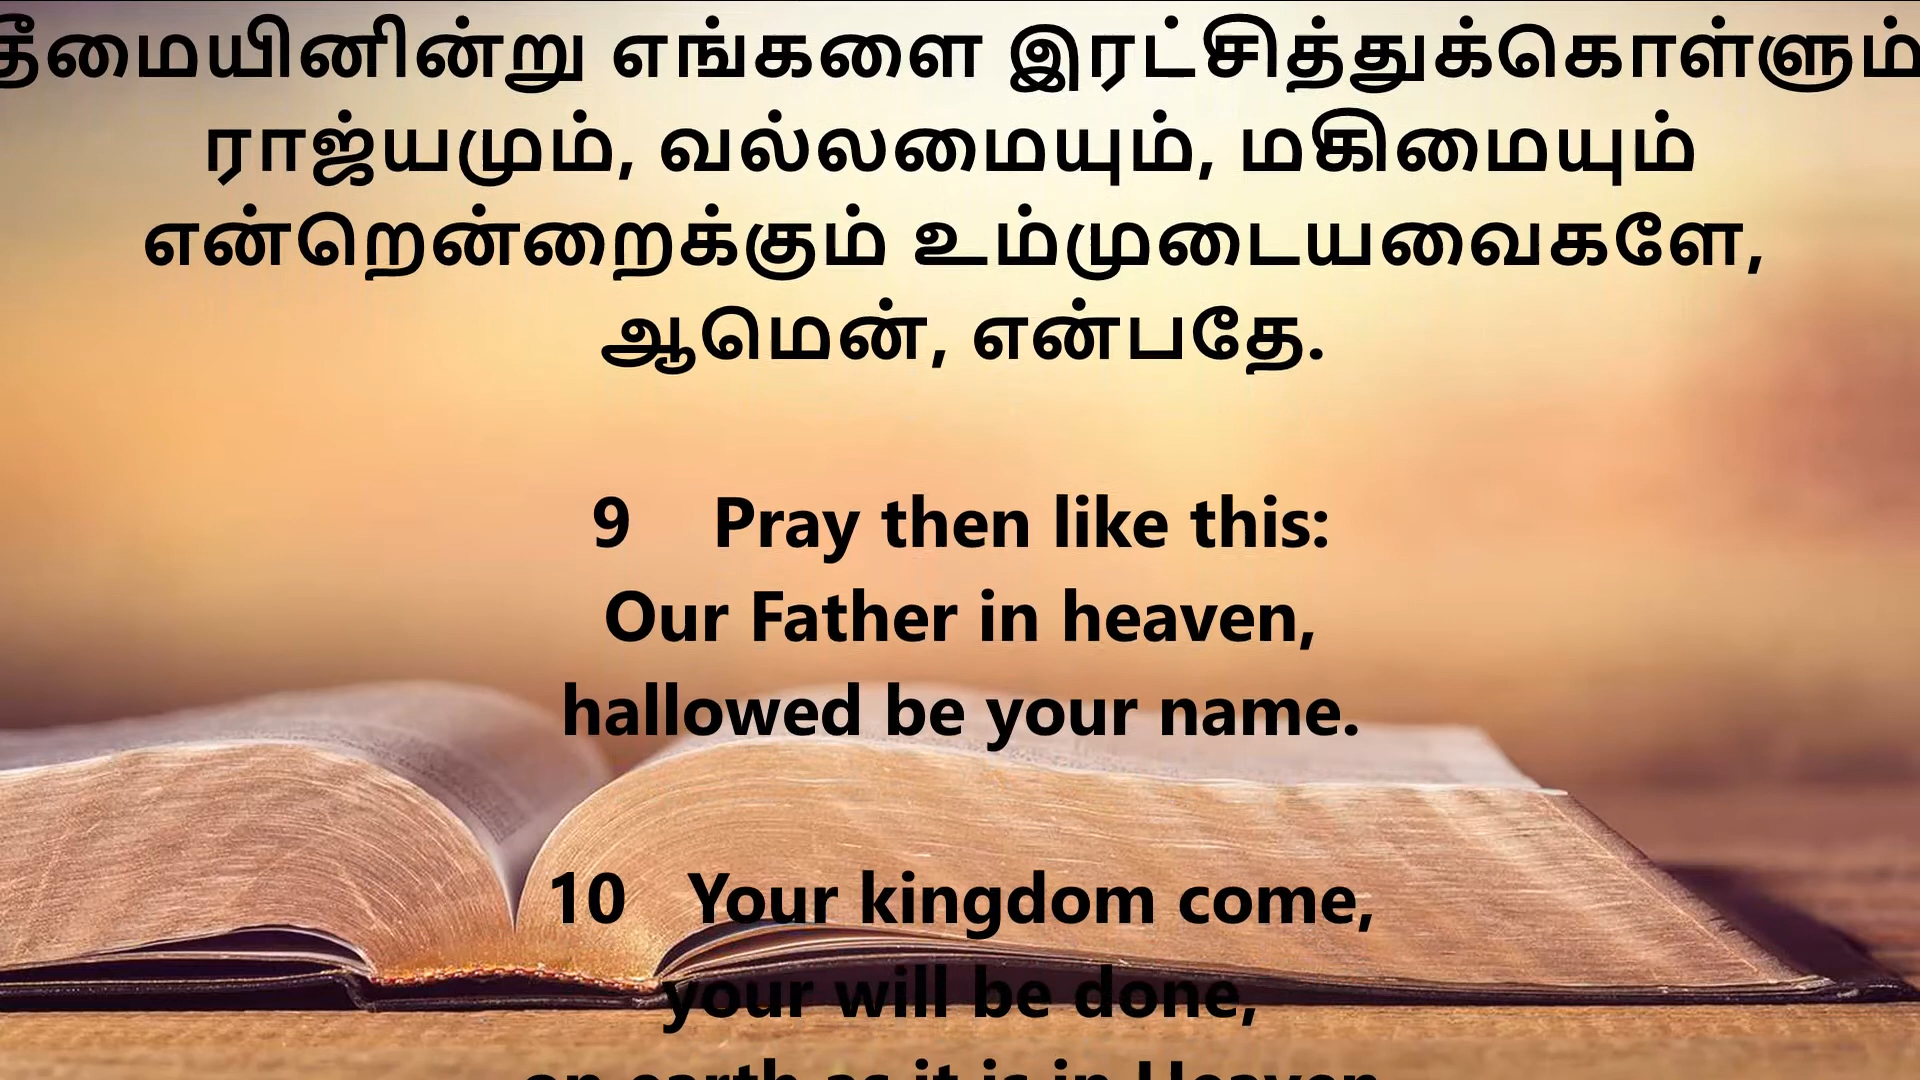 தீமையினின்று எங்களை இரட்சித்துக்கொள்ளும்
ராஜ்யமும், வல்லமையும், மகிமையும்
என்றென்றைக்கும் உம்முடையவைகளே,
ஆமென், என்பதே.
9 Pray then like this:
Our Father in heaven,
hallowed be your name.
10 Your kingdom come,
your will be done,
on earth as it is in Heaven